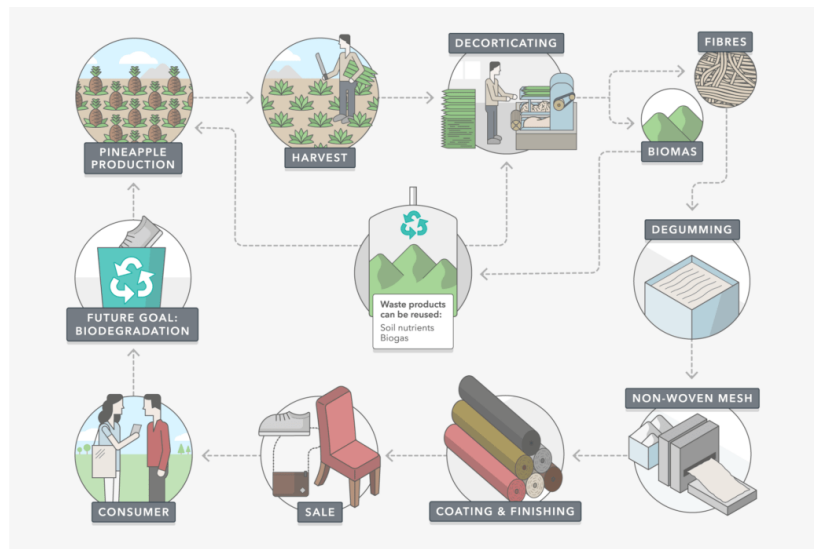 DECORTICATING
FIBRES
PINEAPPLE
PRODUCTION
HARVEST
BIOMAS
DEGUMMING
Waste products
can be reused:
Soil nutrients
Biogas
FUTURE GOAL:
BIODEGRADATION
NON-WOVEN MESH
CONSUMER
SALE
COATING & FINISHING